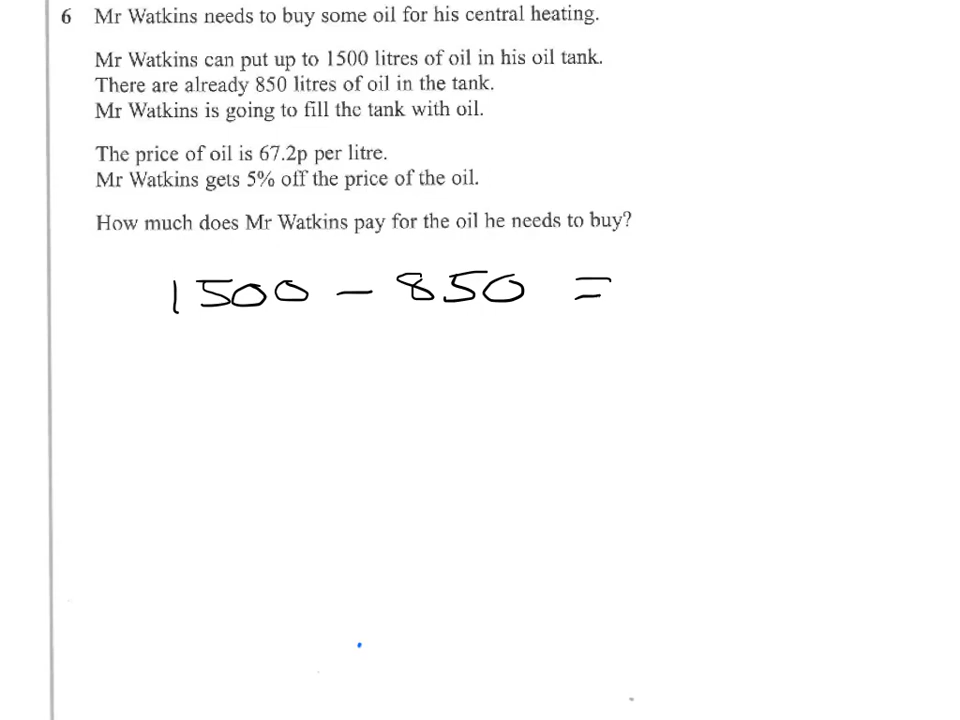 6 Mr Watkins needs to buy some oil for his central heating.
Mr Watkins can put up to 1500 litres of oil in his oil tank.
There are already 850 litres of oil in the tank.
Mr Watkins is going to fill the tank with oil.
The price of oil is 67.2p per litre.
Mr Watkins gets 5% off the price of the oil.
How much does Mr Watkins pay for the oil he needs to buy?
1500 - 850 =